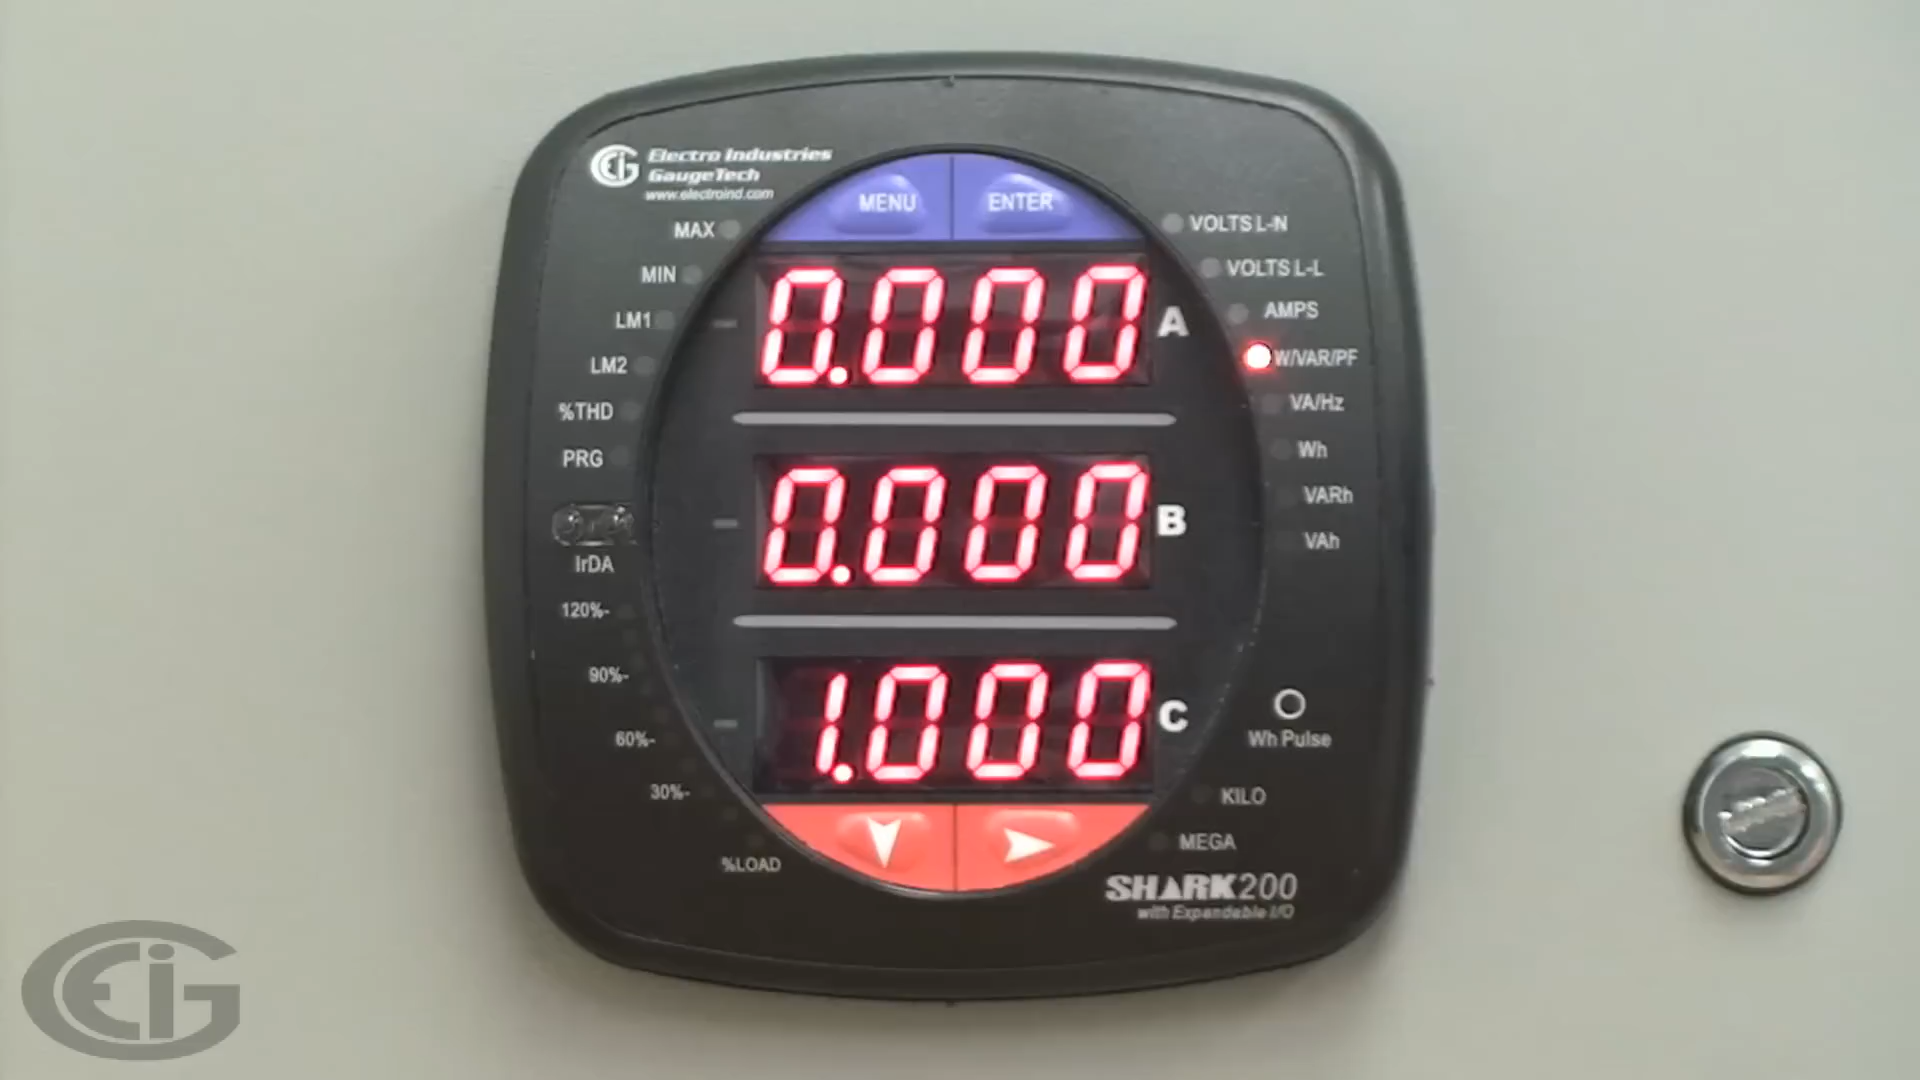 Electro Industries
GaugeTech
www.electroind.com
MENU
ENTER
MAX
MIN
LM1
LM2
%THD
PRG
IrDA
120%-
90%-
60%-
30%-
%LOAD
0.000 A
0.000 B
1.000 C
VOLTS L-N
VOLTS L-L
AMPS
W/VAR/PF
VA/Hz
Wh
VARh
VAh
Wh Pulse
KILO
MEGA
SHARK200
with Expandable I/O
EIG